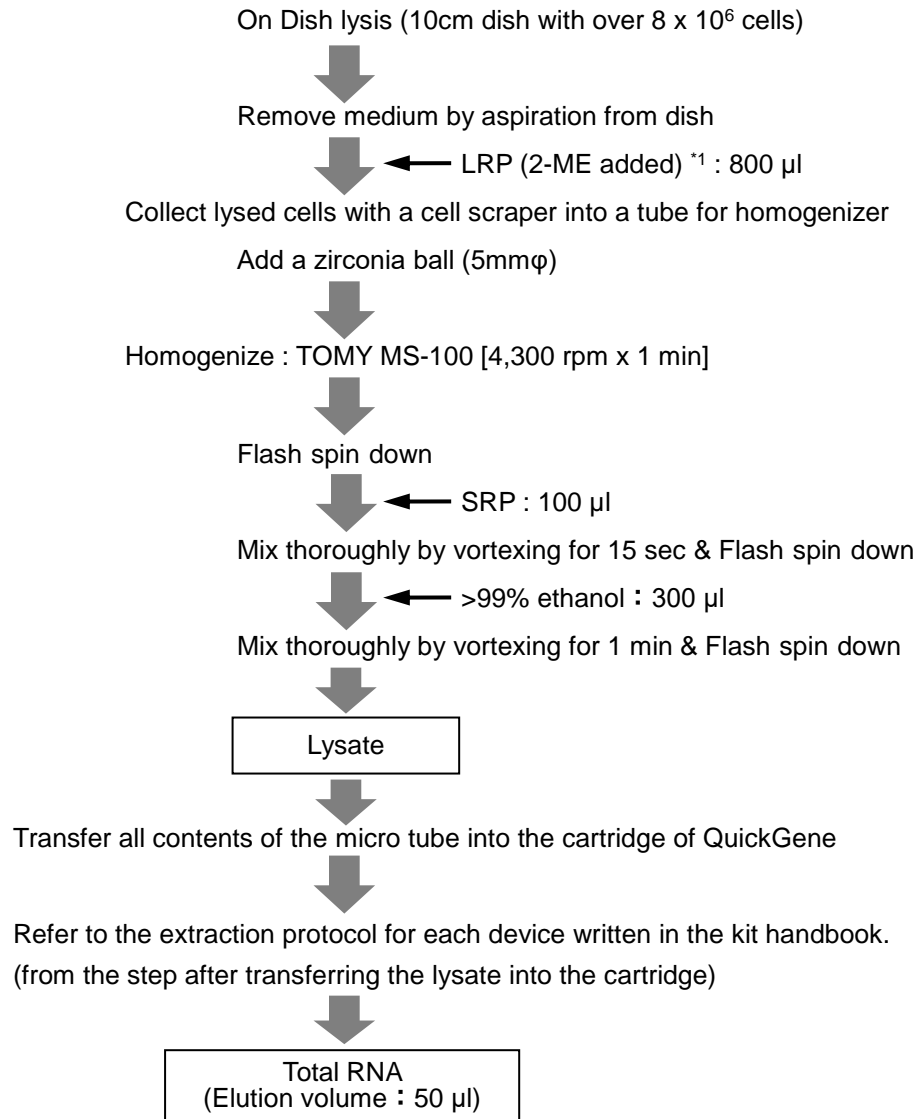 On Dish lysis (10cm dish with over 8 x 10⁶ cells)
Remove medium by aspiration from dish
LRP (2-ME added) *1 : 800 µl
Collect lysed cells with a cell scraper into a tube for homogenizer
Add a zirconia ball (5mmφ)
Homogenize : TOMY MS-100 [4,300 rpm x 1 min]
Flash spin down
SRP : 100 µl
Mix thoroughly by vortexing for 15 sec & Flash spin down
>99% ethanol：300 µl
Mix thoroughly by vortexing for 1 min & Flash spin down
Lysate
Transfer all contents of the micro tube into the cartridge of QuickGene
Refer to the extraction protocol for each device written in the kit handbook.
(from the step after transferring the lysate into the cartridge)
Total RNA
(Elution volume：50 µl)